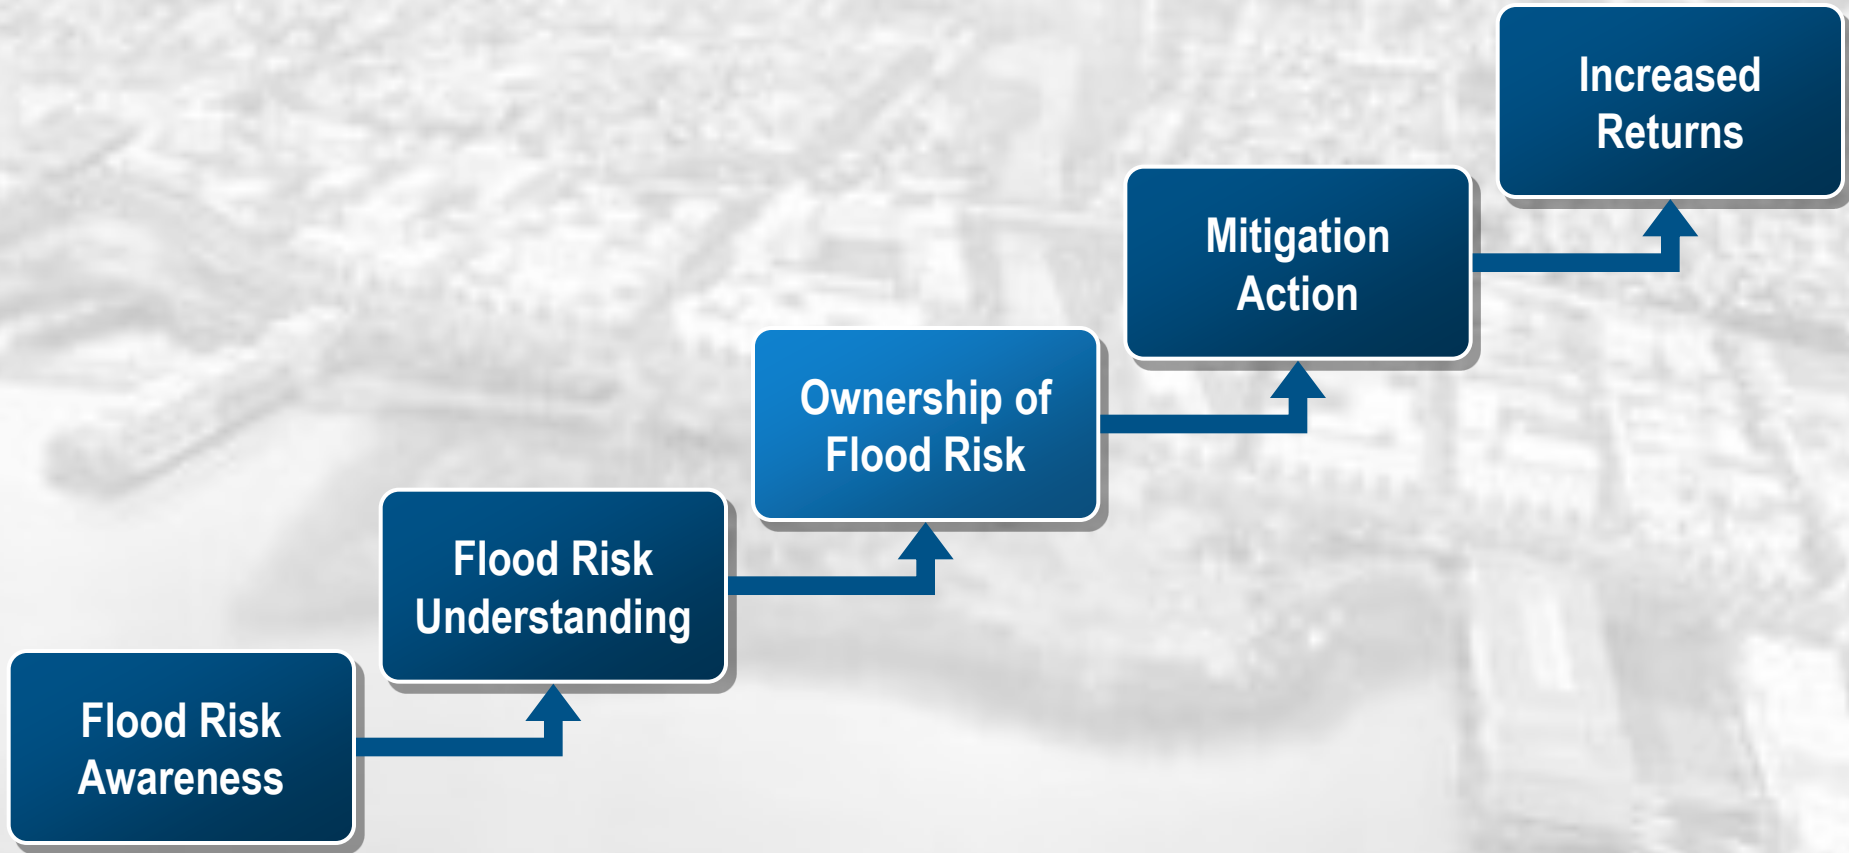 Increased
Returns
Mitigation
Action
Ownership of
Flood Risk
Flood Risk
Understanding
Flood Risk
Awareness